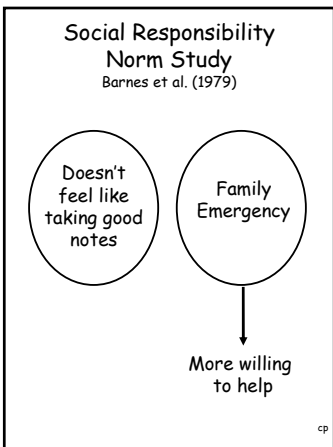 Social Responsibility
Norm Study
Barnes et al. (1979)
Doesn't
feel like
taking good
notes
Family
Emergency
More willing
to help
cp